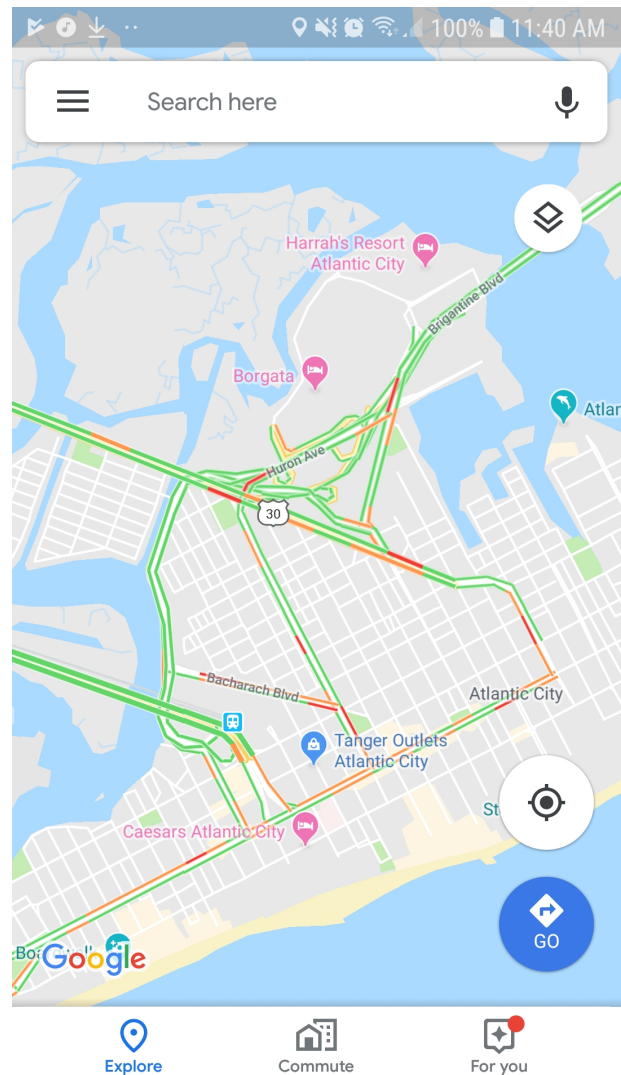 100% 11:40 AM
Search here
Harrah's Resort
Atlantic City
Brigantine Blvd
Borgata
Atlar
Huron Ave
30
Bacharach Blvd
Atlantic City
Tanger Outlets
Atlantic City
St
Caesars Atlantic City
GO
Google
Explore
Commute
For you